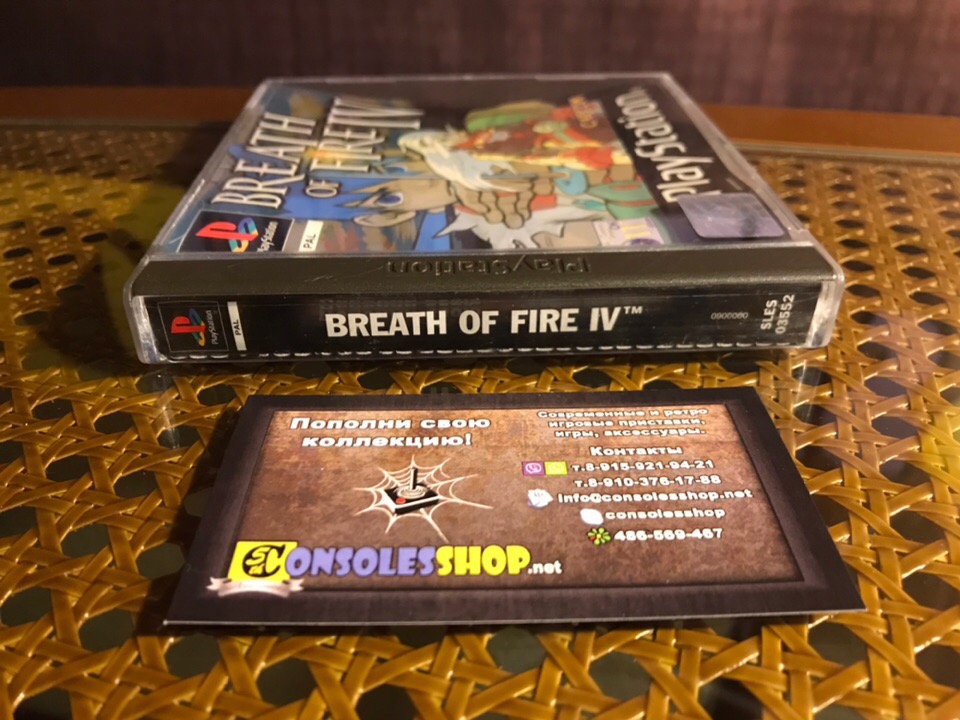 BREATH
OF FIRE IV
PlayStation
PlayStation
PAL
PlayStation
PlayStation
PAL
BREATH OF FIRE IV™
0900080
SLES
03552
Пополни свою
коллекцию!
Современные и ретро
игровые приставки,
игры, аксессуары.
Контакты
т.8-915-921-94-21
т.8-910-376-17-88
info@consolesshop.net
consolesshop
486-569-467
CONSOLESSHOP.net